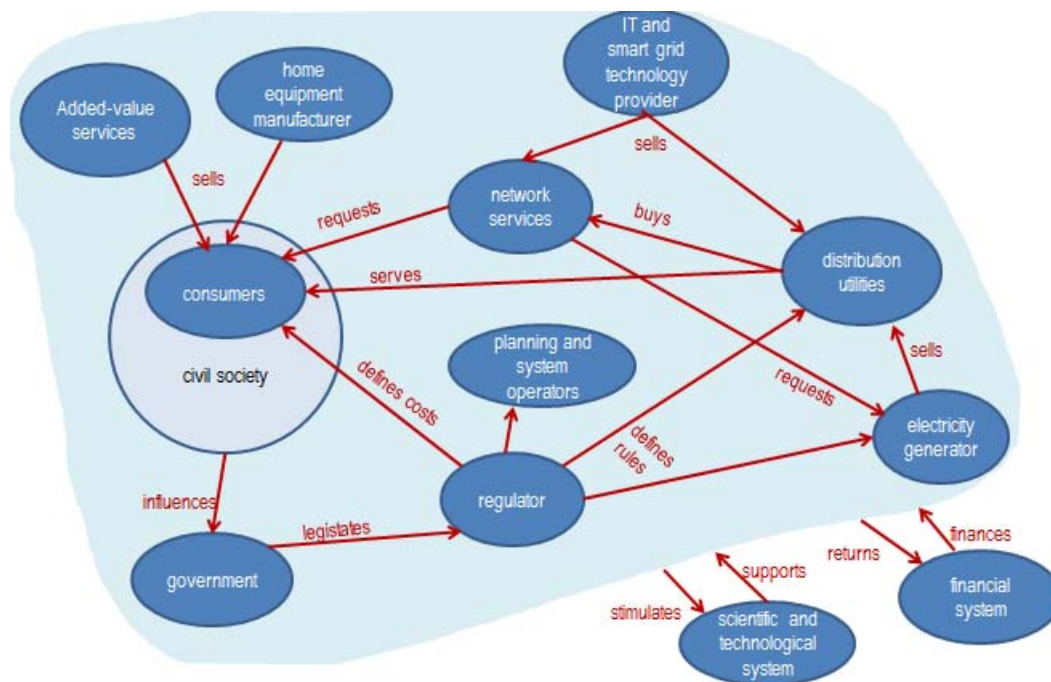 IT and
smart grid
technology
provider
home
equipment
manufacturer
Added-value
services
sells
sells
network
services
requests
buys
distribution
utilities
consumers
serves
planning and
system
operators
civil society
sells
defines costs
requests
electricity
generator
defines
rules
regulator
influences
legistates
government
finances
returns
supports
stimulates
financial
system
scientific and
technological
system